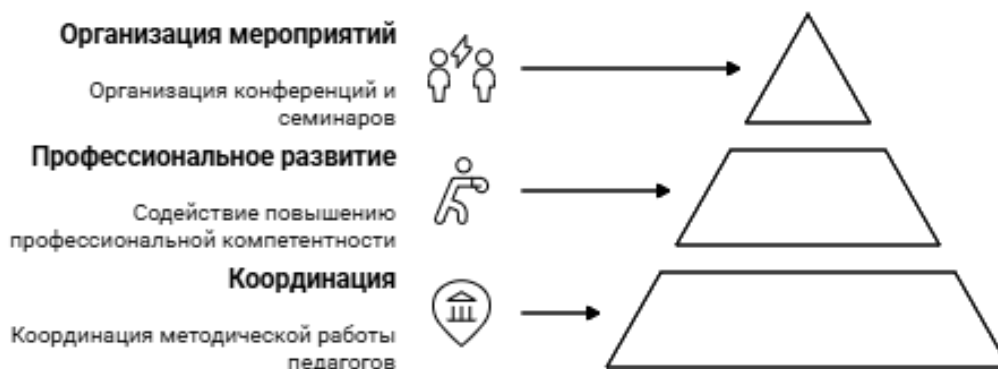 Организация мероприятий
Организация конференций и
семинаров
Профессиональное развитие
Содействие повышению
профессиональной компетентности
Координация
Координация методической работы
педагогов